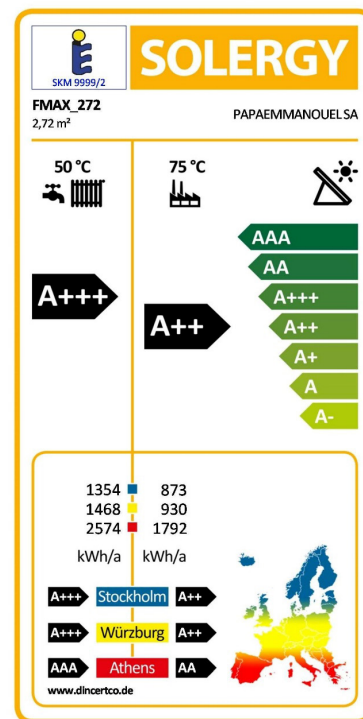 SOLERGY
SKM 9999/2
FMAX_272
PAPAEMMANOUEL SA
2,72 m²
50 °C
75 °C
A+++
A++
AAA
AA
A+++
A++
A+
A
A-
1354 873
1468 930
2574 1792
kWh/a kWh/a
A+++ Stockholm A++
A+++ Würzburg A++
AAA Athens AA
www.dincertco.de